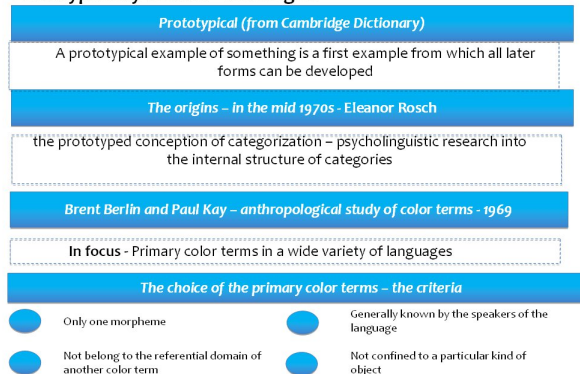 Prototypical (from Cambridge Dictionary)
A prototypical example of something is a first example from which all later
forms can be developed
The origins – in the mid 1970s - Eleanor Rosch
the prototyped conception of categorization – psycholinguistic research into
the internal structure of categories
Brent Berlin and Paul Kay – anthropological study of color terms - 1969
In focus - Primary color terms in a wide variety of languages
The choice of the primary color terms – the criteria
Only one morpheme
Generally known by the speakers of the
language
Not belong to the referential domain of
another color term
Not confined to a particular kind of
object